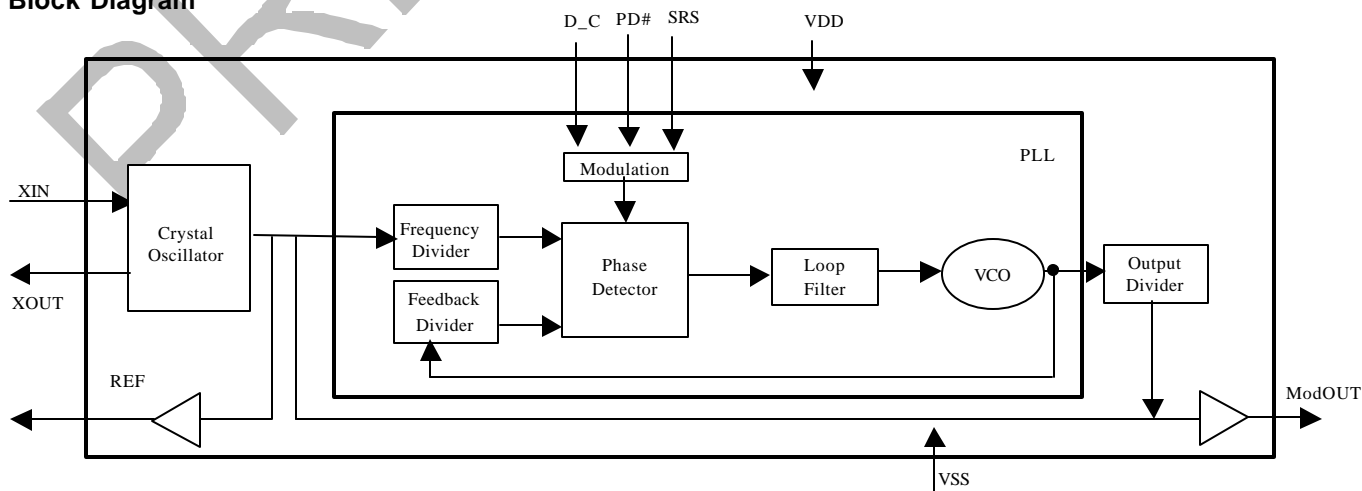 Block Diagram
D_C PD# SRS VDD
PLL
Modulation
XIN
Crystal
Oscillator
Frequency
Divider
Phase
Detector
Loop
Filter
VCO
Output
Divider
Feedback
Divider
XOUT
REF
ModOUT
VSS